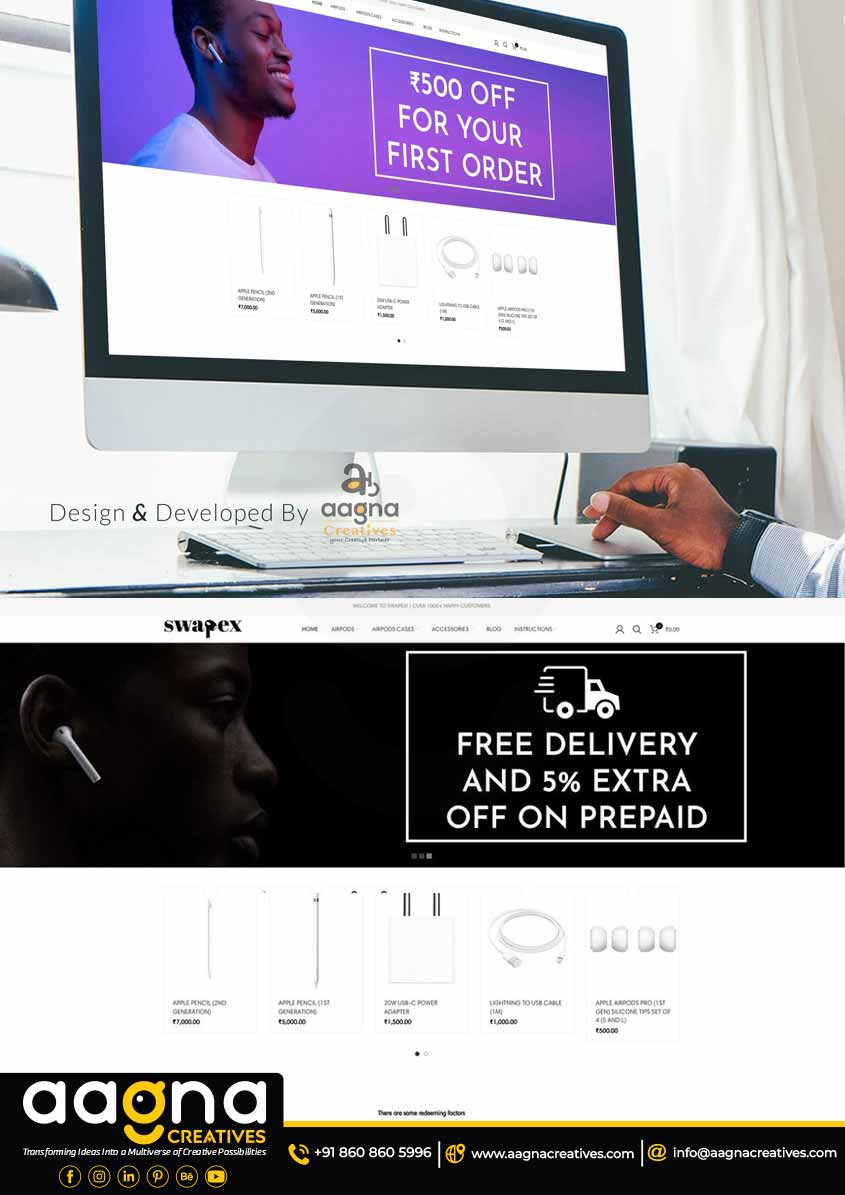 HOME AIRPODS AIRPODS CASES ACCESSORIES BLOG INSTRUCTIONS
₹500 OFF
FOR YOUR
FIRST ORDER
APPLE PENCIL (2ND
GENERATION)
₹7,000.00
APPLE PENCIL (1ST
GENERATION)
₹5,000.00
20W USB-C POWER
ADAPTER
₹1,500.00
LIGHTNING TO USB CABLE
(1M)
₹1,000.00
APPLE AIRPODS PRO (1ST
GEN) SILICONE TIPS SET OF
4 (S AND L)
₹500.00
Design & Developed By
aagna
Creatives
your Creative Partner
WELCOME TO SWAPEX! | OVER 1000+ HAPPY CUSTOMERS
swapex
HOME AIRPODS AIRPODS CASES ACCESSORIES BLOG INSTRUCTIONS
0 ₹0.00
FREE DELIVERY
AND 5% EXTRA
OFF ON PREPAID
APPLE PENCIL (2ND
GENERATION)
₹7,000.00
APPLE PENCIL (1ST
GENERATION)
₹5,000.00
20W USB-C POWER
ADAPTER
₹1,500.00
LIGHTNING TO USB CABLE
(1M)
₹1,000.00
APPLE AIRPODS PRO (1ST
GEN) SILICONE TIPS SET OF
4 (S AND L)
₹500.00
There are some redeeming factors
aagna
CREATIVES
Transforming Ideas Into a Multiverse of Creative Possibilities
+91 860 860 5996
www.aagnacreatives.com
info@aagnacreatives.com